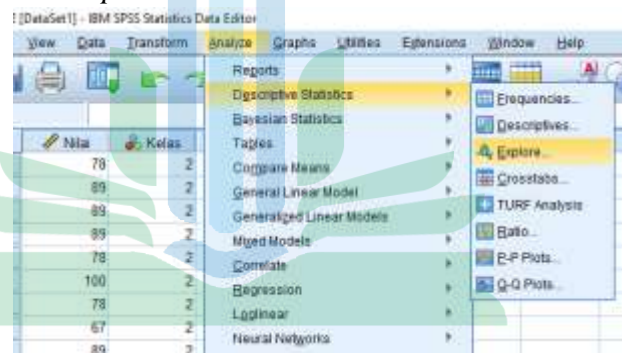 [DataSet1] - IBM SPSS Statistics Data Editor
View Data Transform Analyze Graphs Utilities Extensions Window Help
Reports
Descriptive Statistics
Bayesian Statistics
Tables
Compare Means
General Linear Model
Generalized Linear Models
Mixed Models
Correlate
Regression
Loglinear
Neural Networks
Frequencies...
Descriptives...
Explore...
Crosstabs...
TURF Analysis
Ratio...
P-P Plots...
Q-Q Plots...
Nilai Kelas
78 2
89 2
89 2
89 2
78 2
100 2
78 2
67 2
89 2